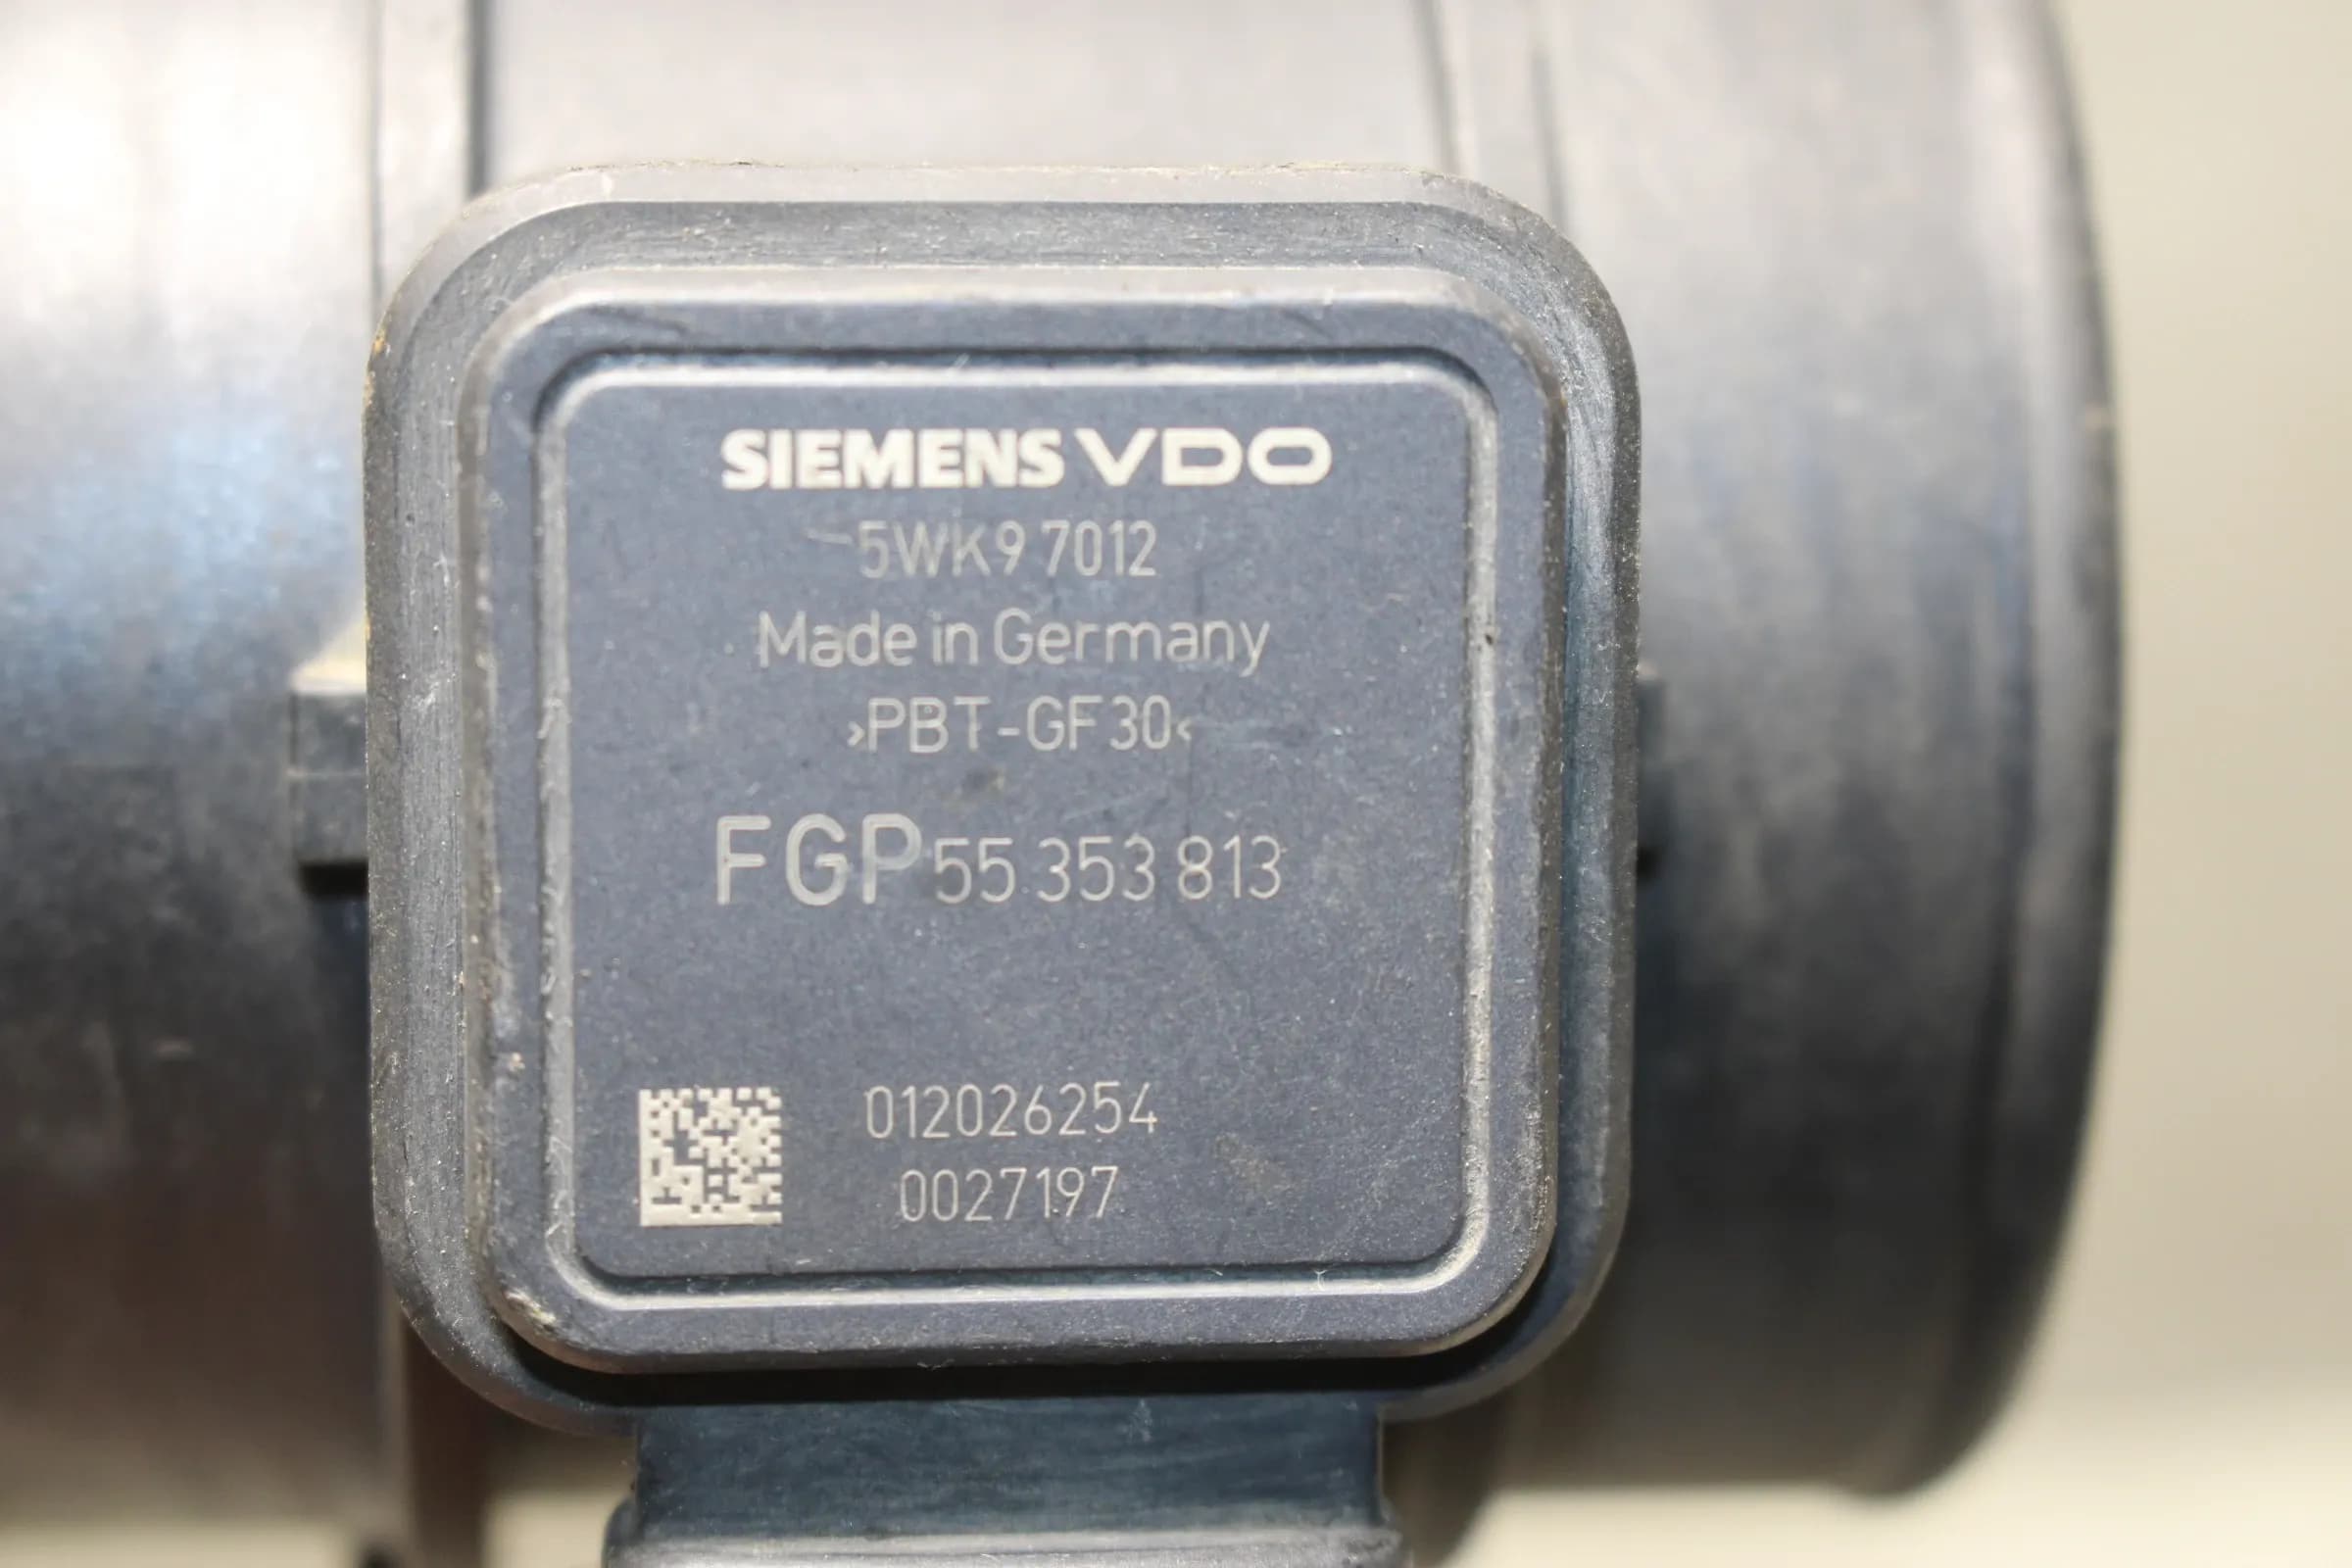 SIEMENS VDO
5WK9 7012
Made in Germany
>PBT-GF30<
FGP 55 353 813
012026254
0027197